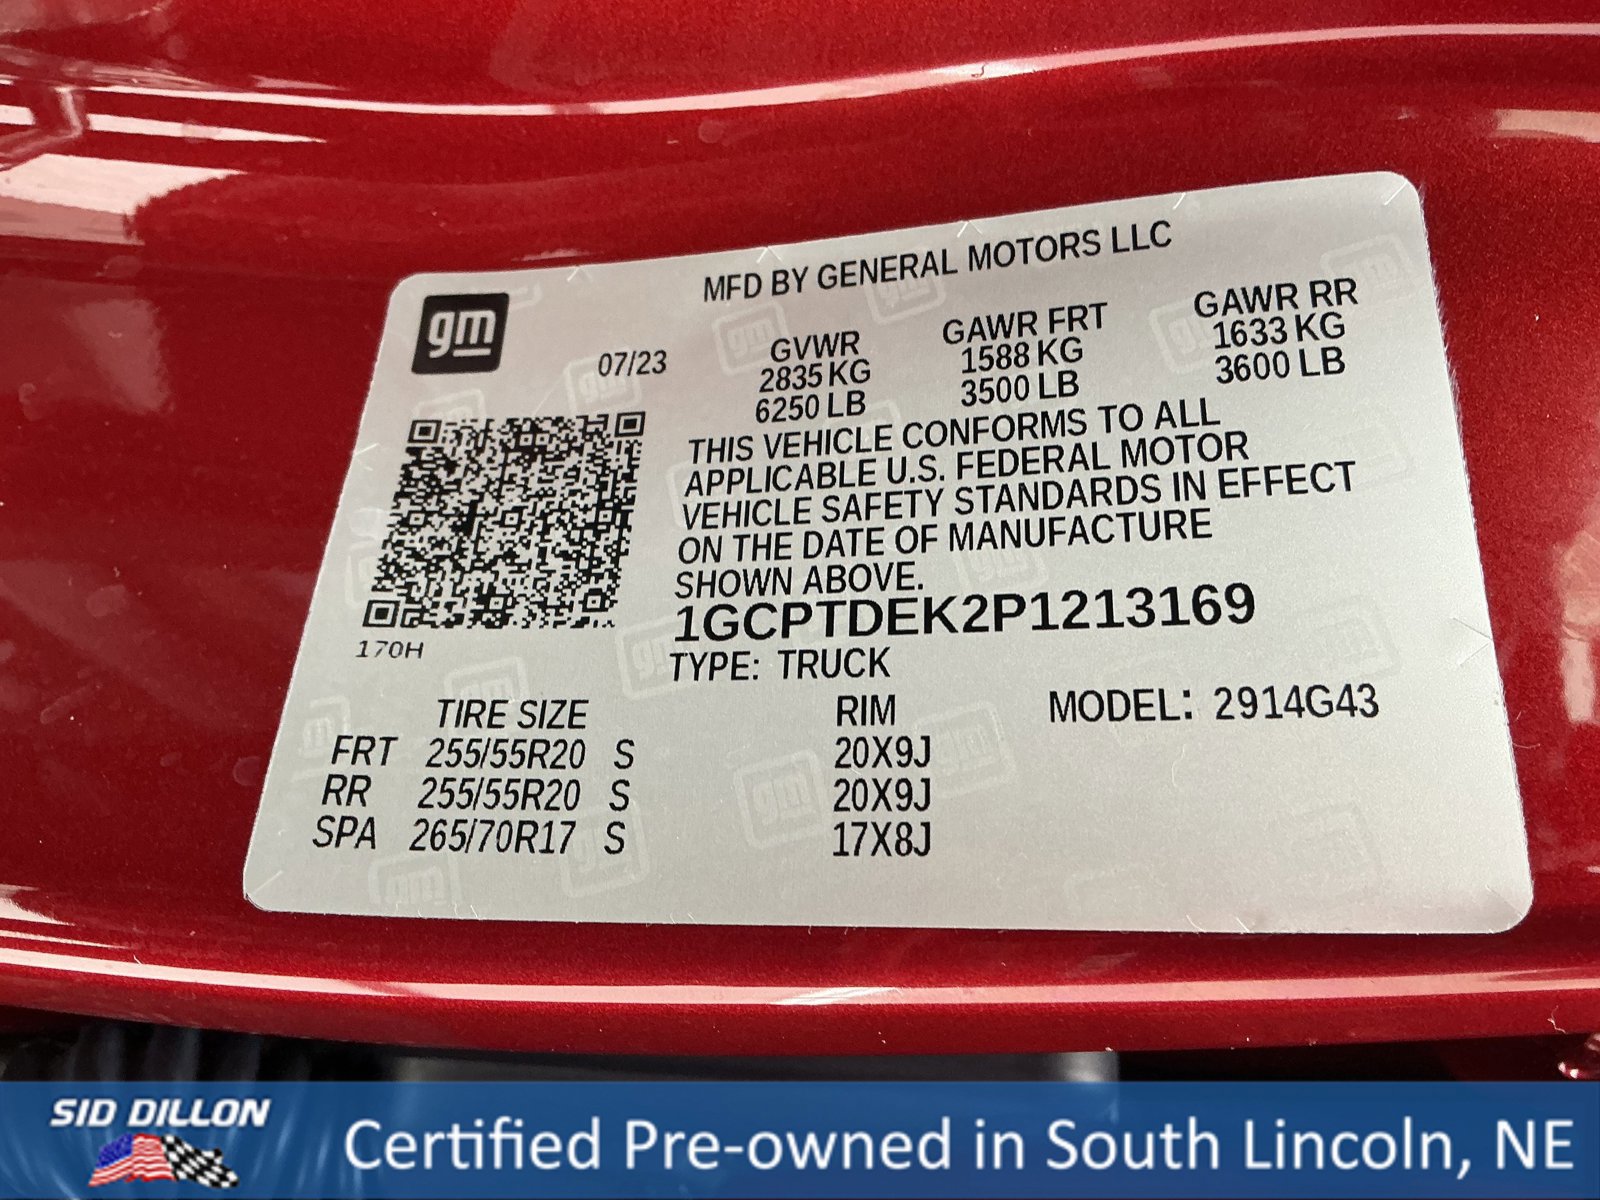 MFD BY GENERAL MOTORS LLC
gm
07/23
GVWR GAWR FRT GAWR RR
2835 KG 1588 KG 1633 KG
6250 LB 3500 LB 3600 LB
THIS VEHICLE CONFORMS TO ALL
APPLICABLE U.S. FEDERAL MOTOR
VEHICLE SAFETY STANDARDS IN EFFECT
ON THE DATE OF MANUFACTURE
SHOWN ABOVE.
1GCPTDEK2P1213169
170H
TYPE: TRUCK
TIRE SIZE RIM MODEL: 2914G43
FRT 255/55R20 S 20X9J
RR 255/55R20 S 20X9J
SPA 265/70R17 S 17X8J
SID DILLON
Certified Pre-owned in South Lincoln, NE